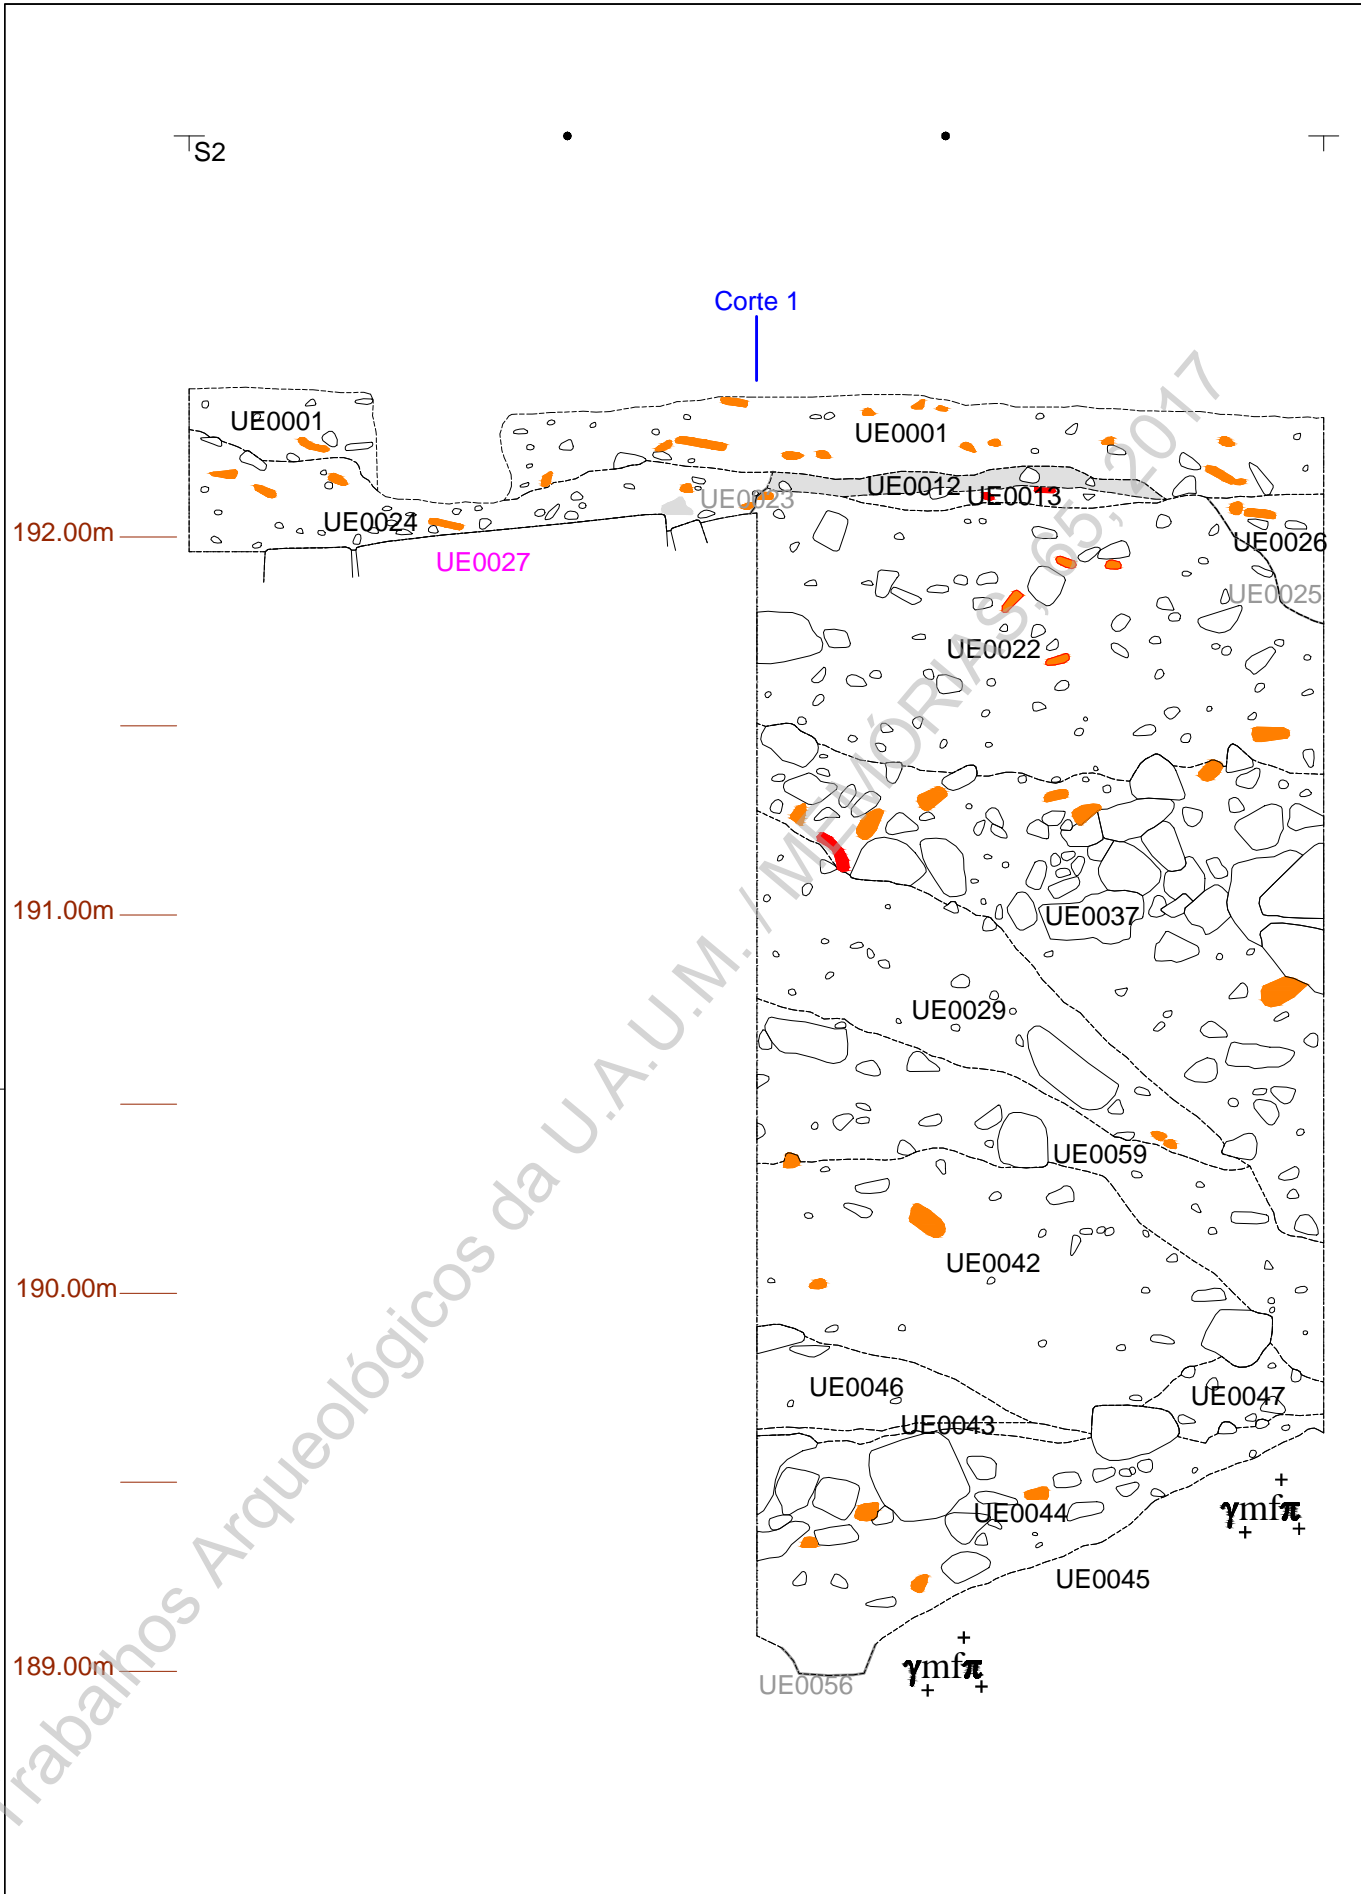 S2
Corte 1
UE0001
UE0001
UE0012
UE0013
UE0023
UE0024
192.00m
UE0026
UE0027
UE0025
UE0022
191.00m
UE0037
UE0029
UE0059
UE0042
190.00m
UE0046
UE0047
UE0043
UE0044
γmfπ
UE0045
189.00m
γmfπ
UE0056
Trabalhos Arqueológicos da U.A.U.M. / MEMÓRIAS, 65, 2017